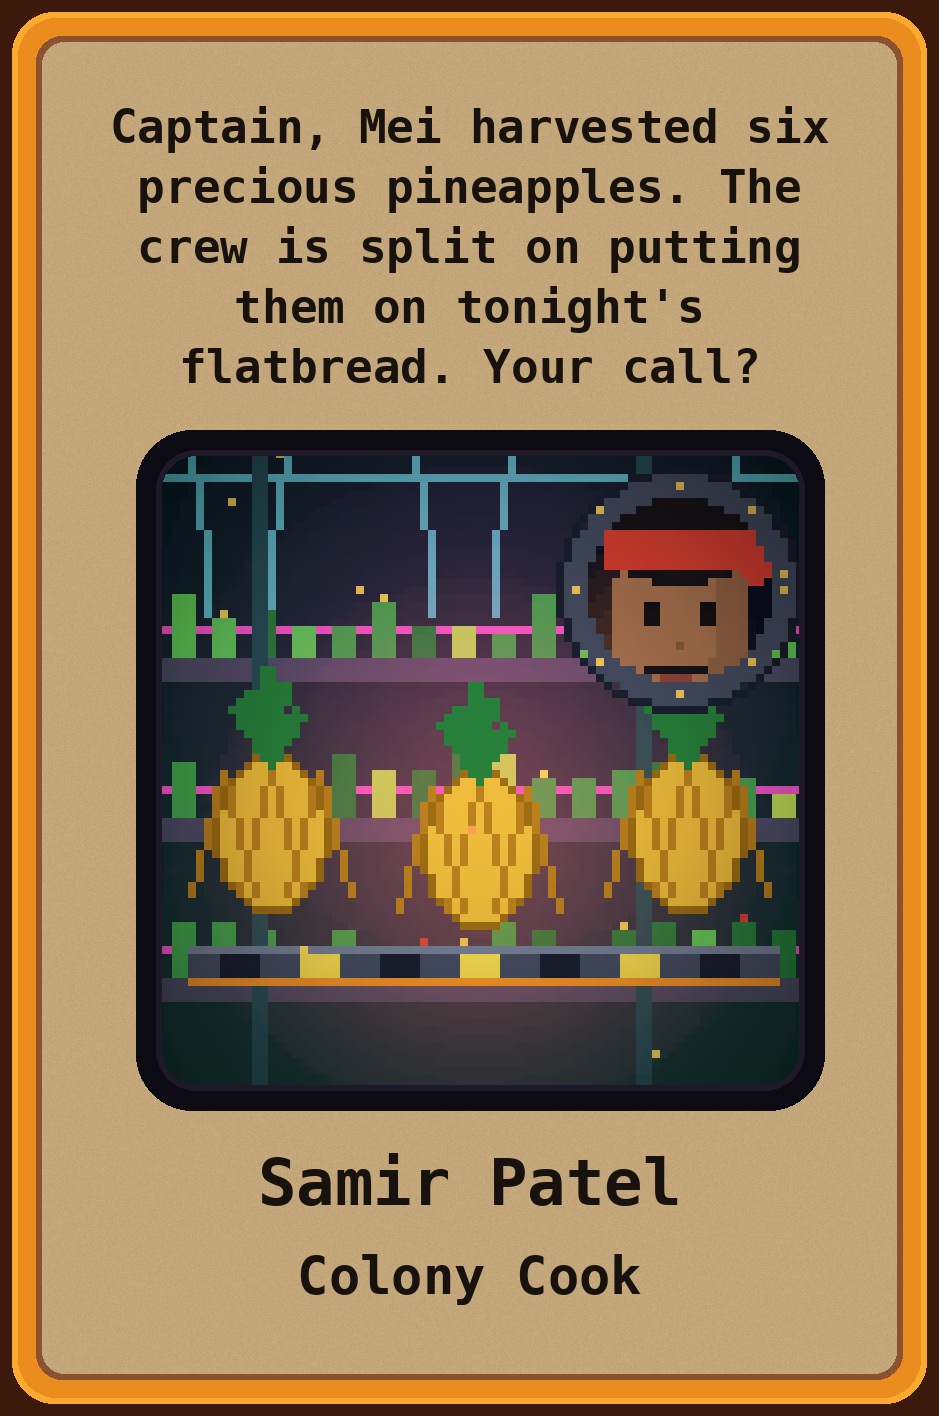 Captain, Mei harvested six
precious pineapples. The
crew is split on putting
them on tonight's
flatbread. Your call?
Samir Patel
Colony Cook